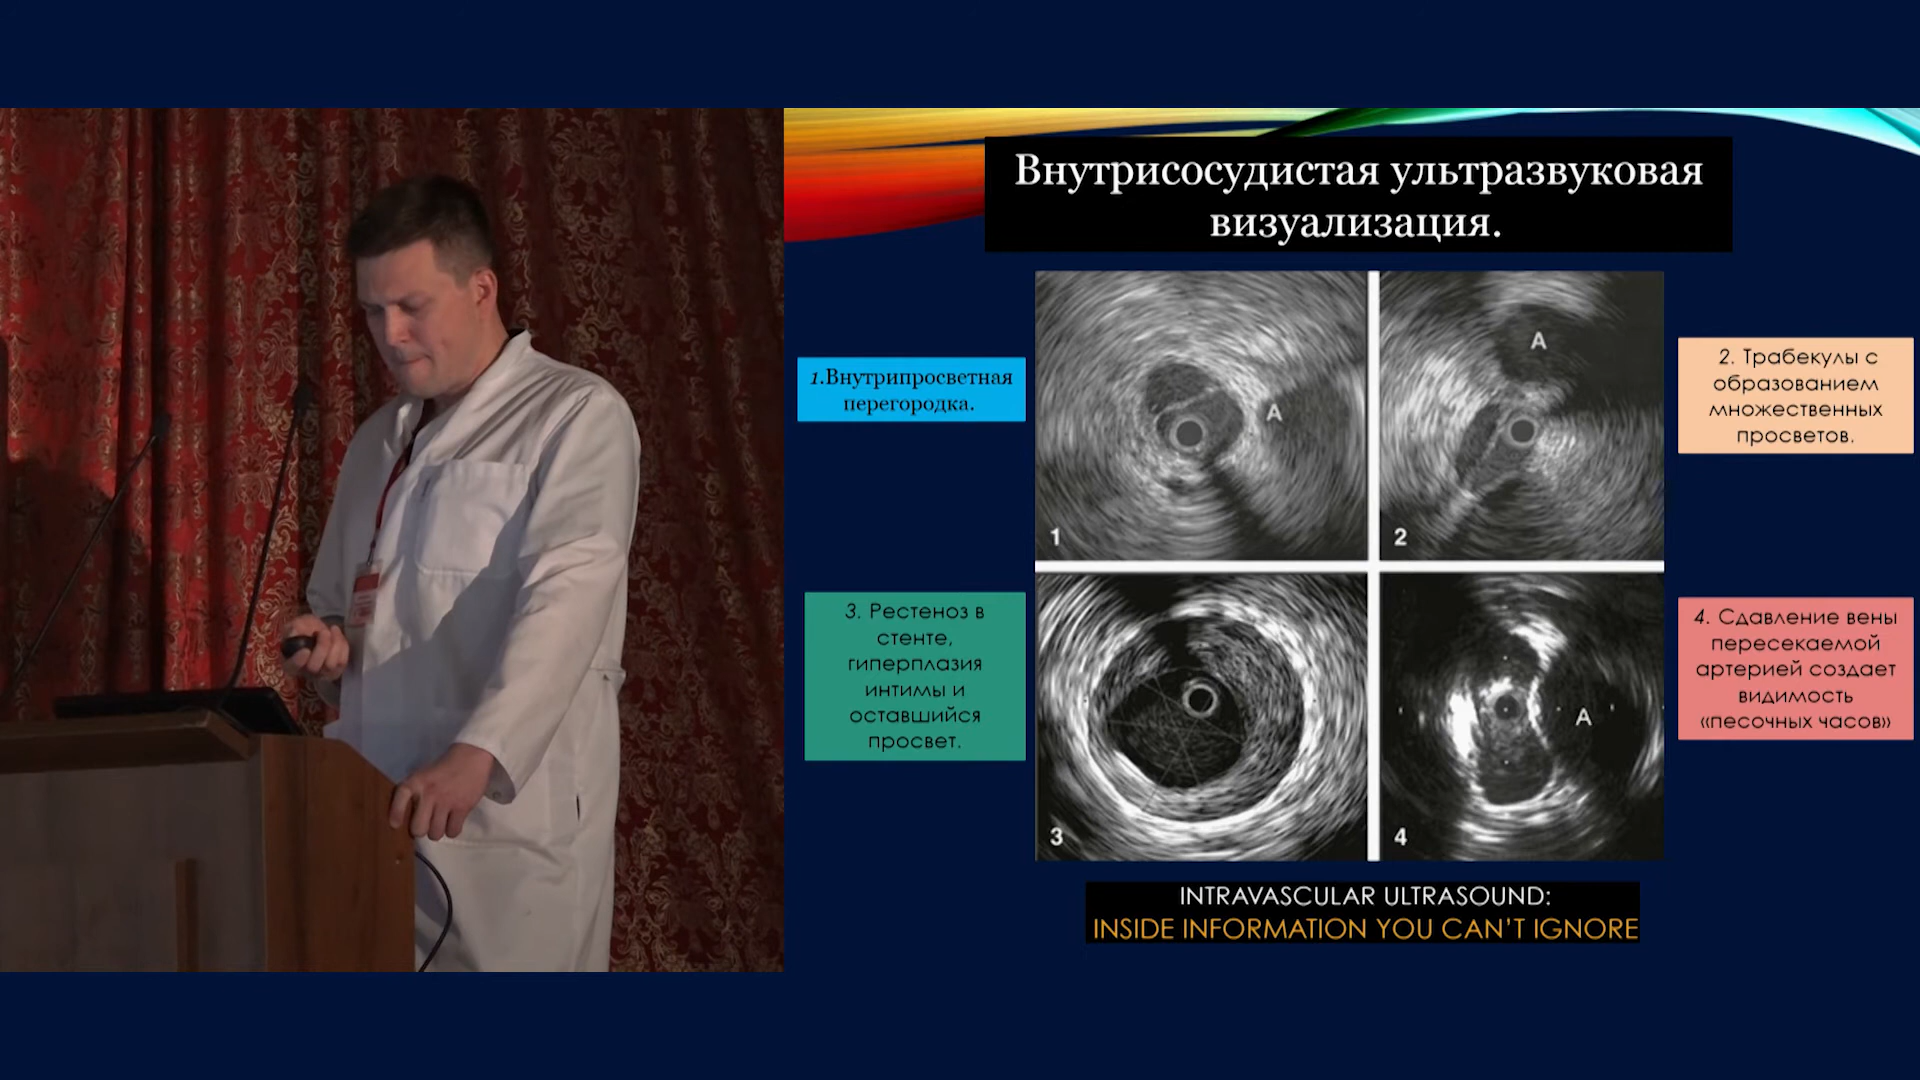 Внутрисосудистая ультразвуковая
визуализация.
1.Внутрипросветная
перегородка.
A
1
A
2
2. Трабекулы с
образованием
множественных
просветов.
3. Рестеноз в
стенте,
гиперплазия
интимы и
оставшийся
просвет.
3
A
4
4. Сдавление вены
пересекаемой
артерией создает
видимость
«песочных часов»
INTRAVASCULAR ULTRASOUND:
INSIDE INFORMATION YOU CAN'T IGNORE